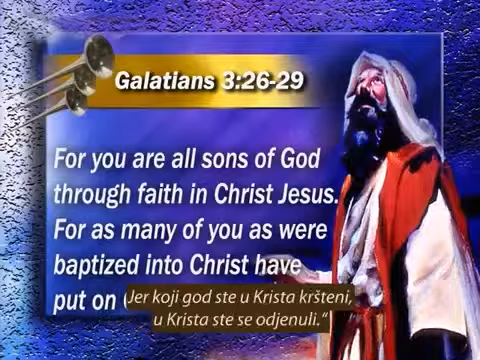 Galatians 3:26-29
For you are all sons of God
through faith in Christ Jesus.
For as many of you as were
baptized into Christ have
put on
Jer koji god ste u Krista kršteni,
u Krista ste se odjenuli.“